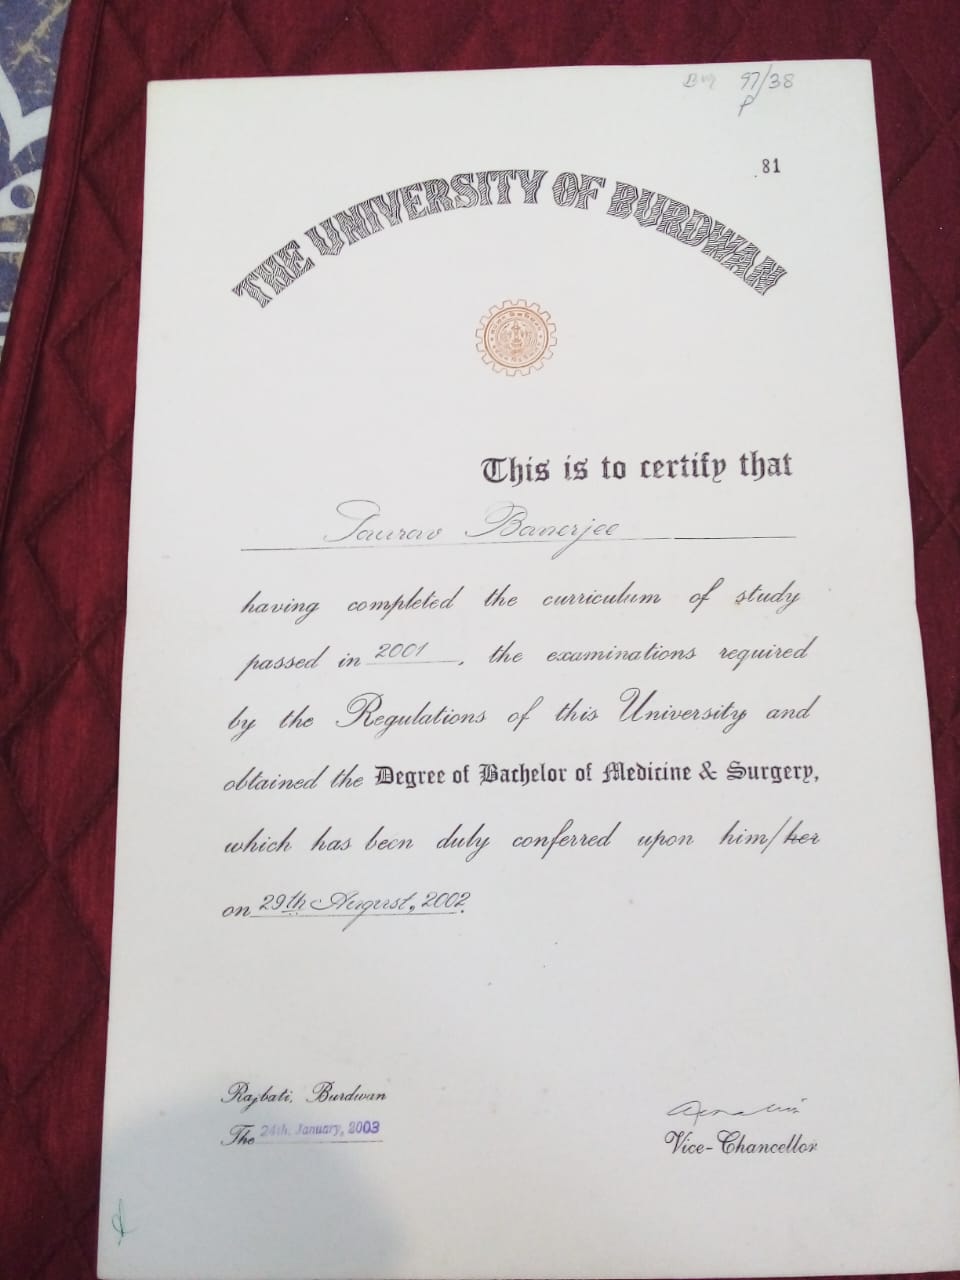 97/38
81
THE UNIVERSITY OF BURDWAN
This is to certify that
Saurav Banerjee
having completed the curriculum of study
passed in 2001, the examinations required
by the Regulations of this University and
obtained the Degree of Bachelor of Medicine & Surgery,
which has been duly conferred upon him/her
on 29th August, 2002.
Rajbati, Burdwan
The 24th January, 2003
Vice-Chancellor